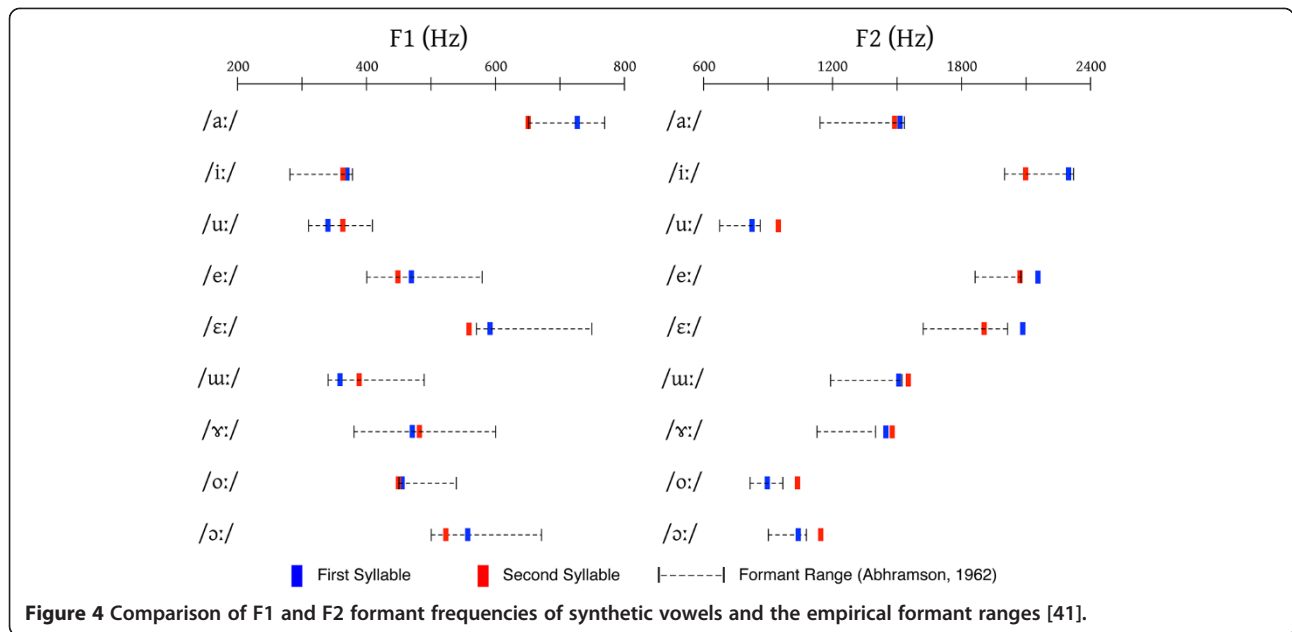 F1 (Hz) F2 (Hz)
200 400 600 800 600 1200 1800 2400
/aː/ /aː/
/iː/ /iː/
/uː/ /uː/
/eː/ /eː/
/ɛː/ /ɛː/
/ɯː/ /ɯː/
/ɤː/ /ɤː/
/oː/ /oː/
/ɔː/ /ɔː/
First Syllable Second Syllable Formant Range (Abhramson, 1962)
Figure 4 Comparison of F1 and F2 formant frequencies of synthetic vowels and the empirical formant ranges [41].